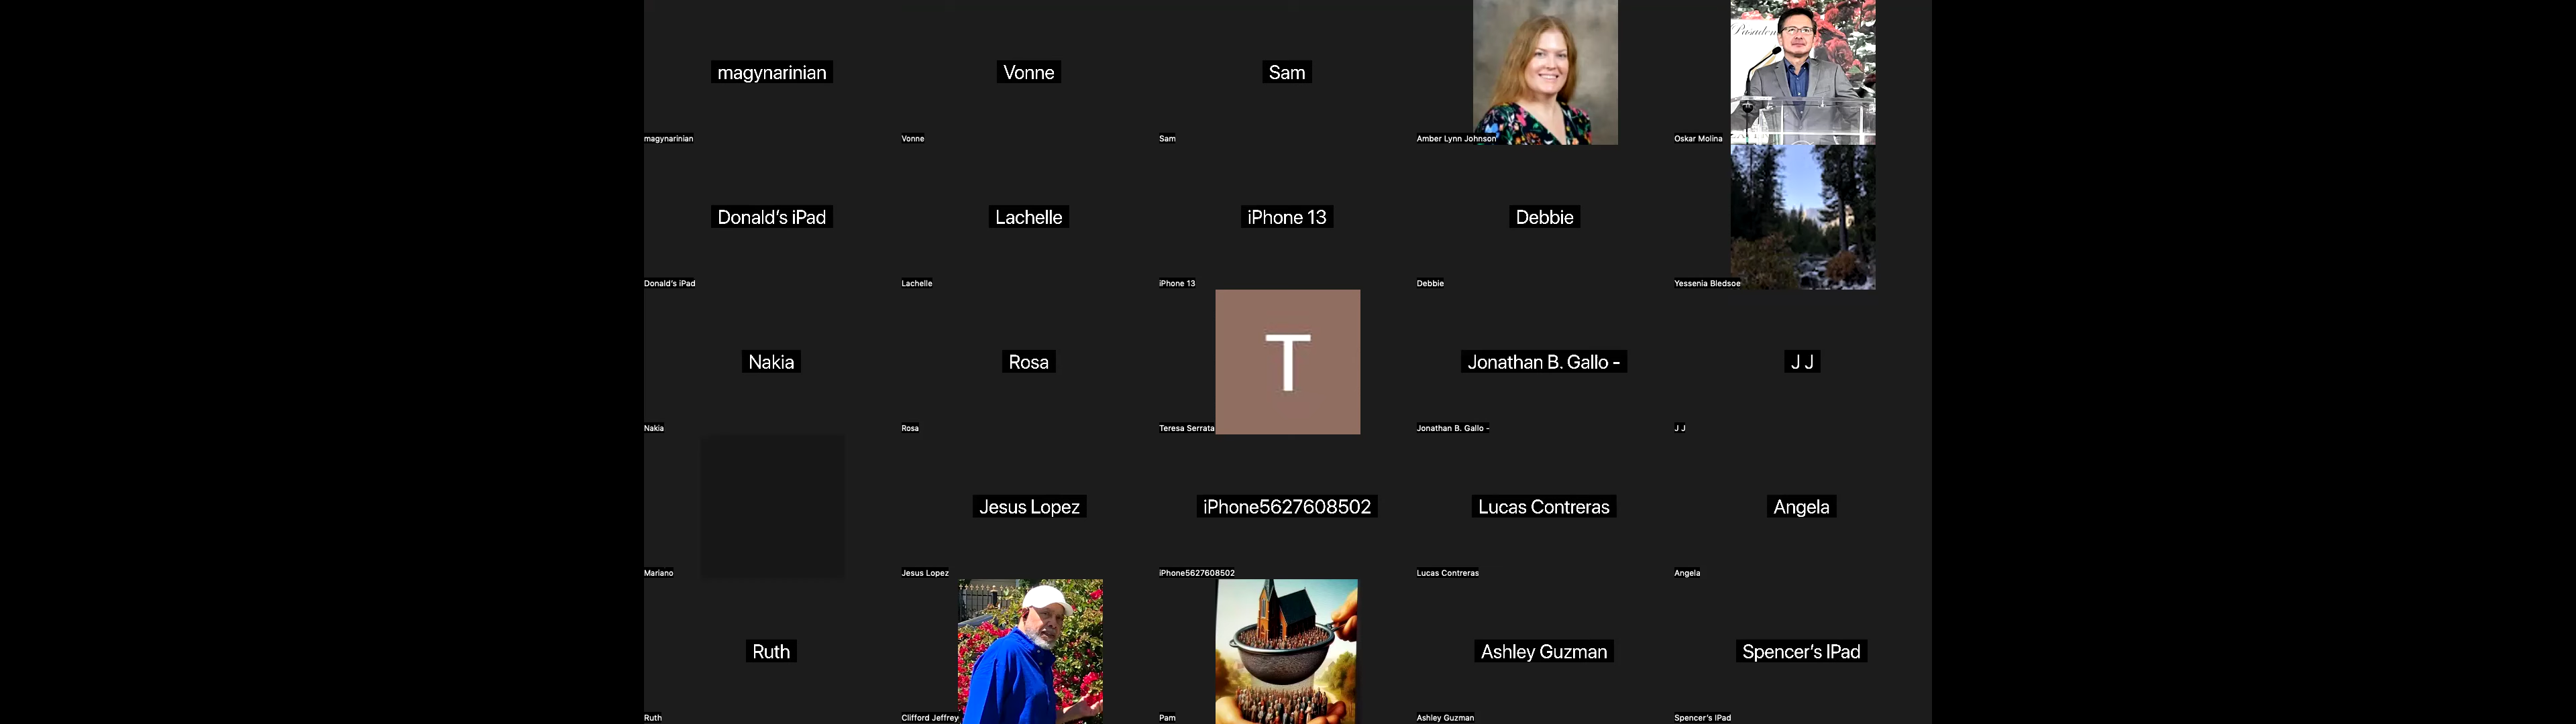 magynarinian
Vonne
Sam
Pasadena
magynarinian
Vonne
Sam
Amber Lynn Johnson
Oskar Molina
Donald's iPad
Lachelle
iPhone 13
Debbie
Donald's iPad
Lachelle
iPhone 13
Debbie
Yessenia Bledsoe
Nakia
Rosa
T
Jonathan B. Gallo -
J J
Nakia
Rosa
Teresa Serrata
Jonathan B. Gallo -
J J
Jesus Lopez
iPhone5627608502
Lucas Contreras
Angela
Mariano
Jesus Lopez
iPhone5627608502
Lucas Contreras
Angela
Ruth
Ashley Guzman
Spencer's IPad
Ruth
Clifford Jeffrey
Pam
Ashley Guzman
Spencer's IPad